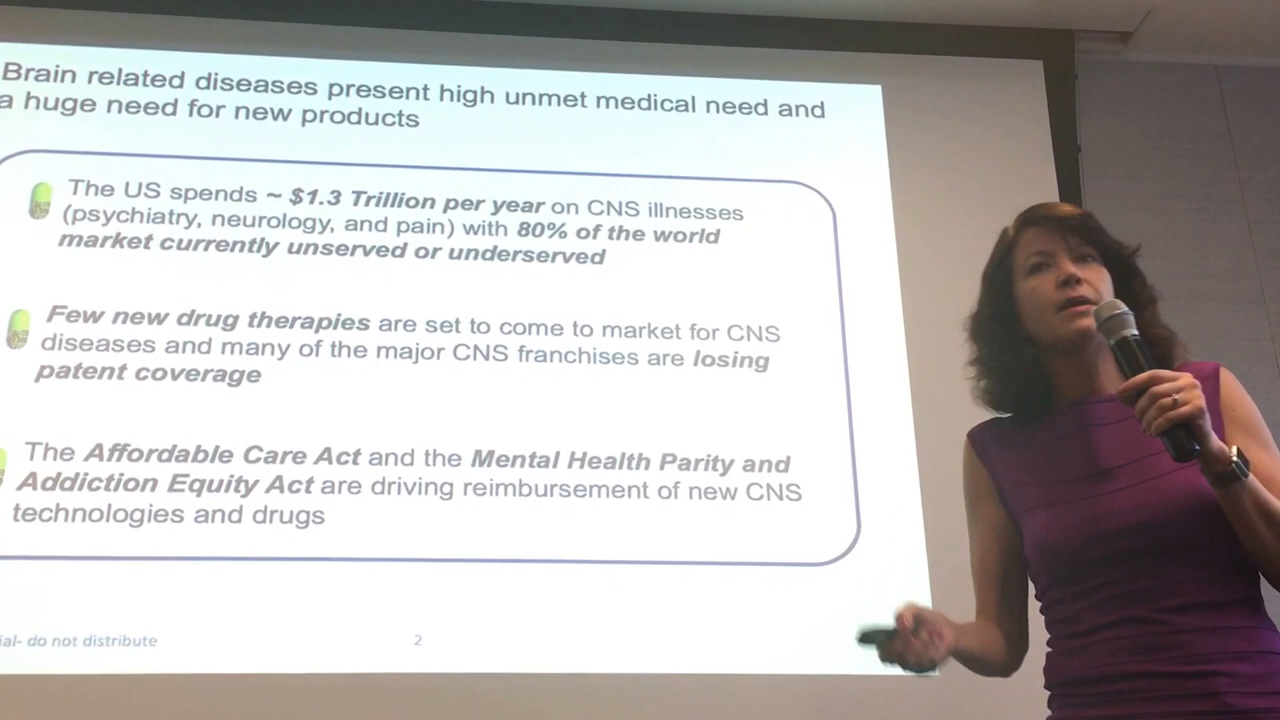 Brain related diseases present high unmet medical need and
a huge need for new products
The US spends ~ $1.3 Trillion per year on CNS illnesses
(psychiatry, neurology, and pain) with 80% of the world
market currently unserved or underserved
Few new drug therapies are set to come to market for CNS
diseases and many of the major CNS franchises are losing
patent coverage
The Affordable Care Act and the Mental Health Parity and
Addiction Equity Act are driving reimbursement of new CNS
technologies and drugs
ial- do not distribute
2